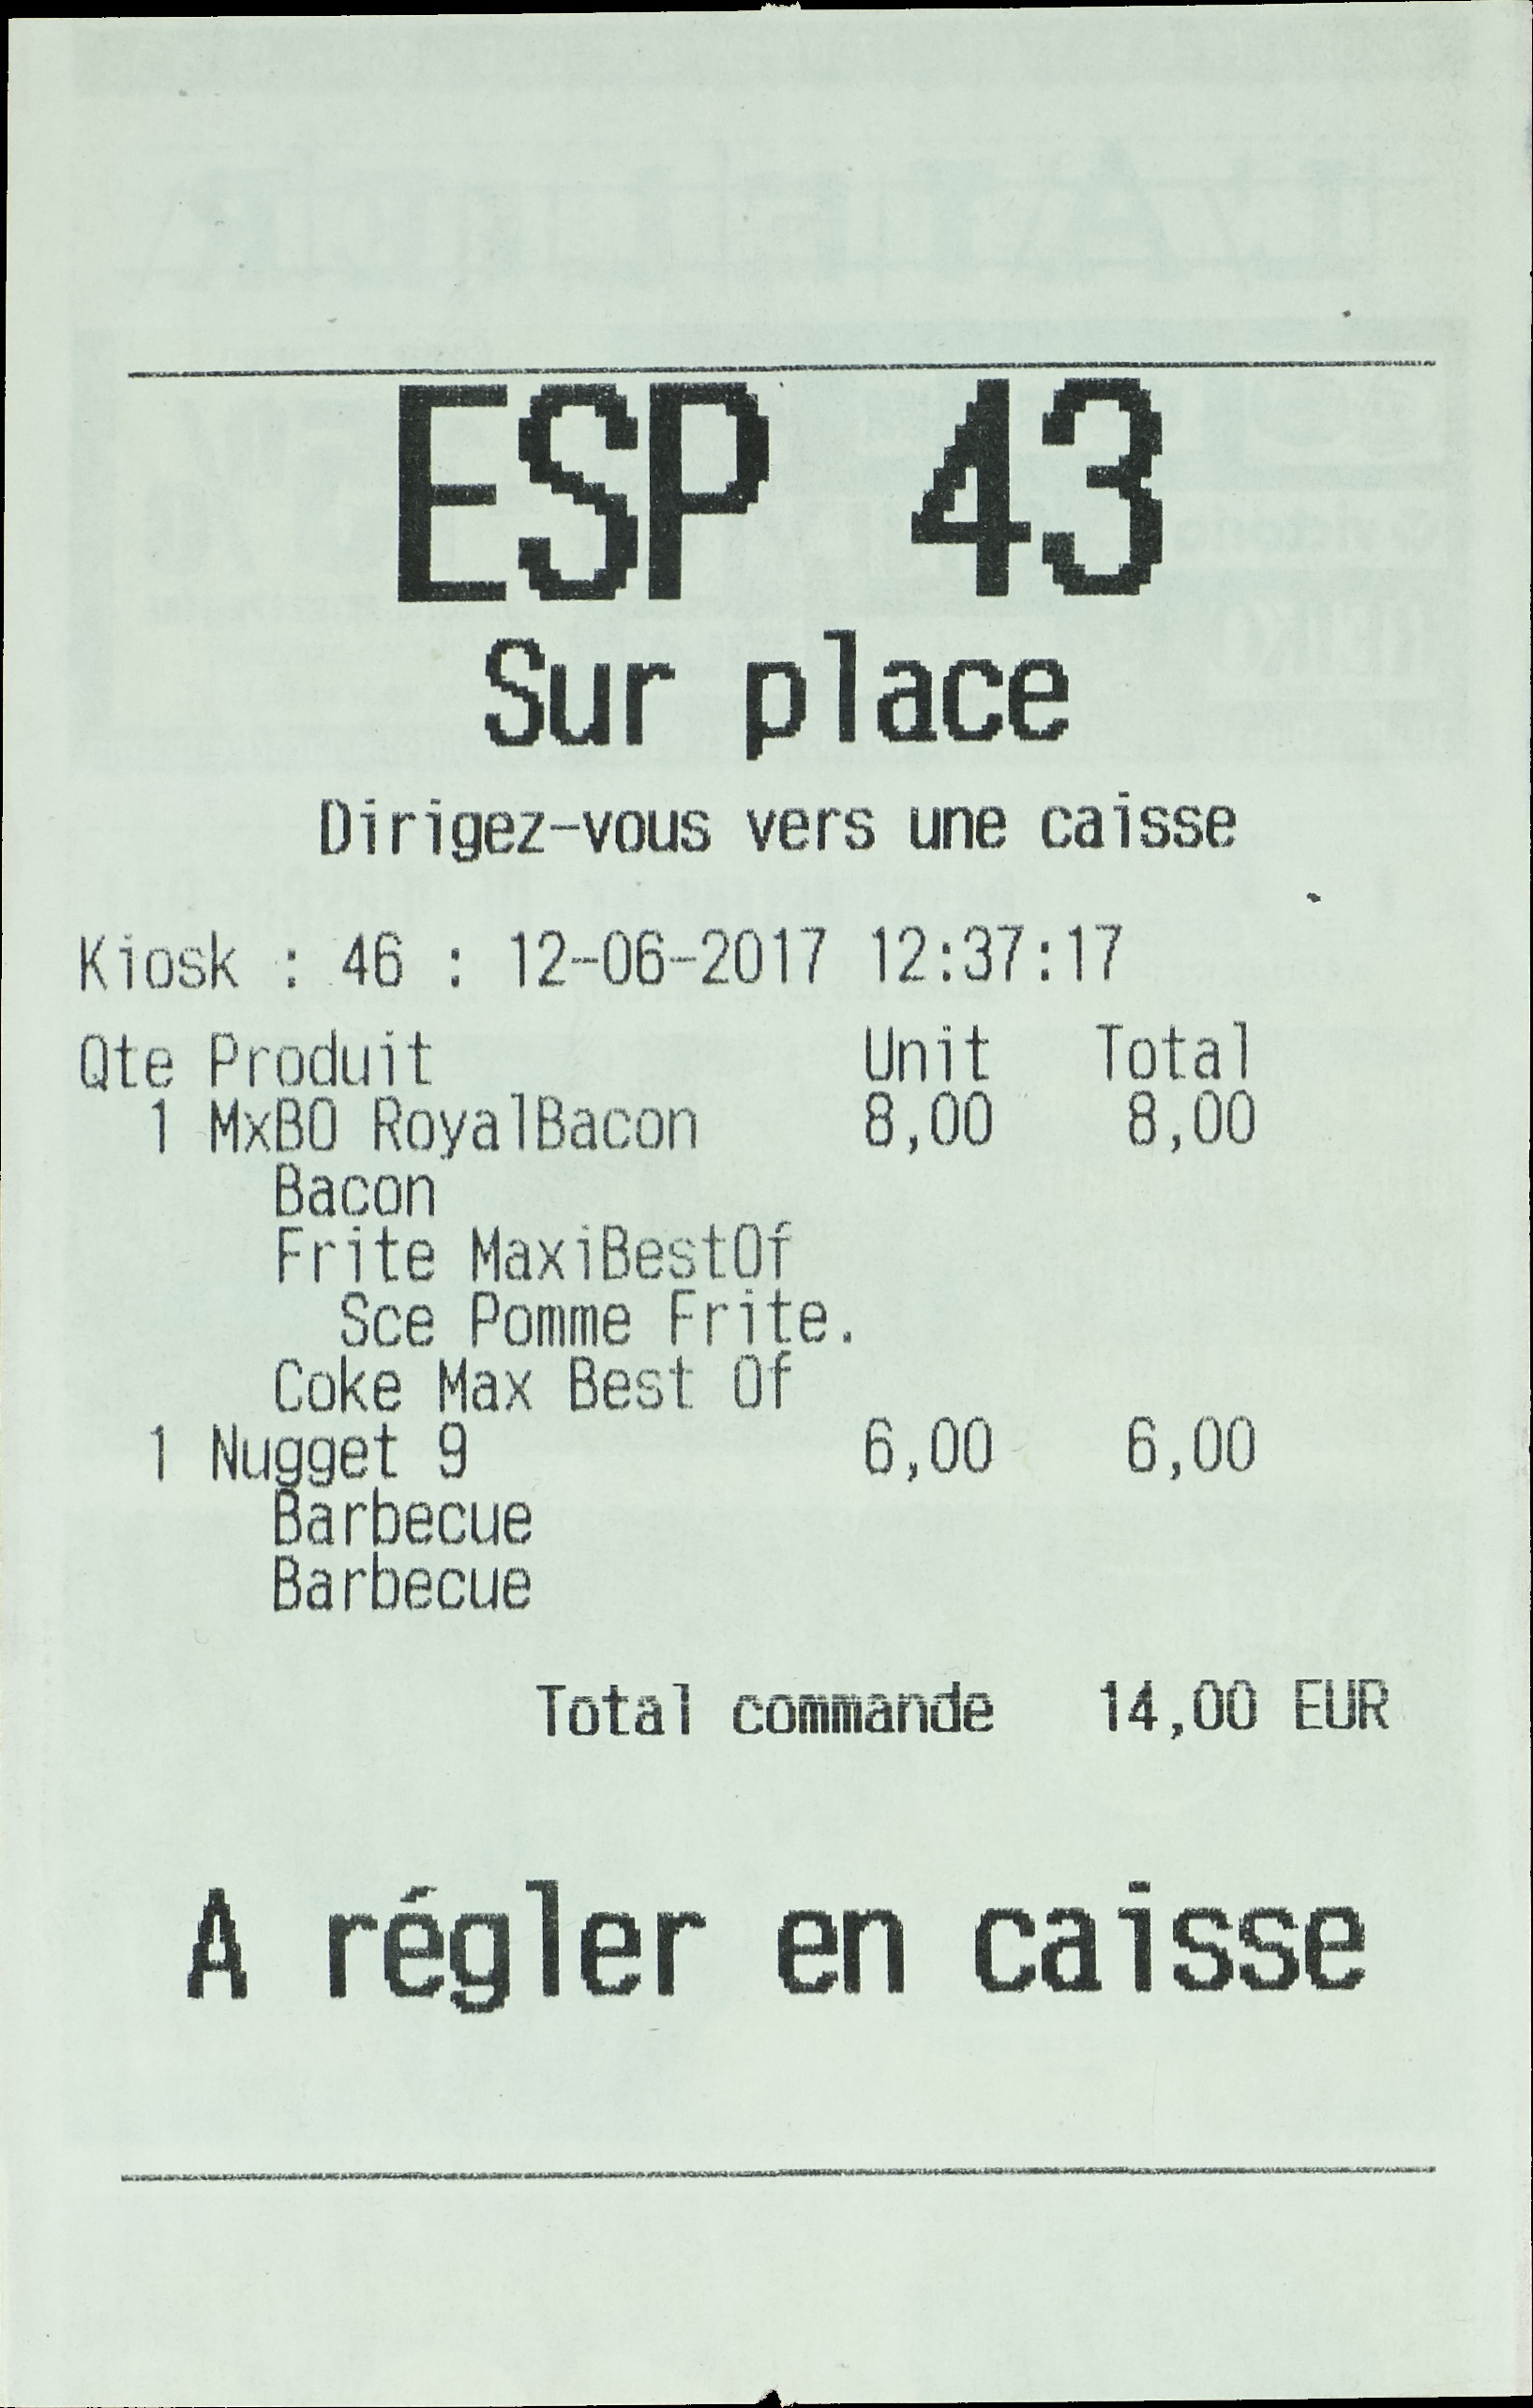 ESP 43
Sur place
Dirigez-vous vers une caisse
Kiosk : 46 : 12-06-2017 12:37:17
Qte Produit Unit Total
1 MxBO RoyalBacon 8,00 8,00
Bacon
Frite MaxiBestOf
Sce Pomme Frite.
Coke Max Best Of
1 Nugget 9 6,00 6,00
Barbecue
Barbecue
Total commande 14,00 EUR
A régler en caisse